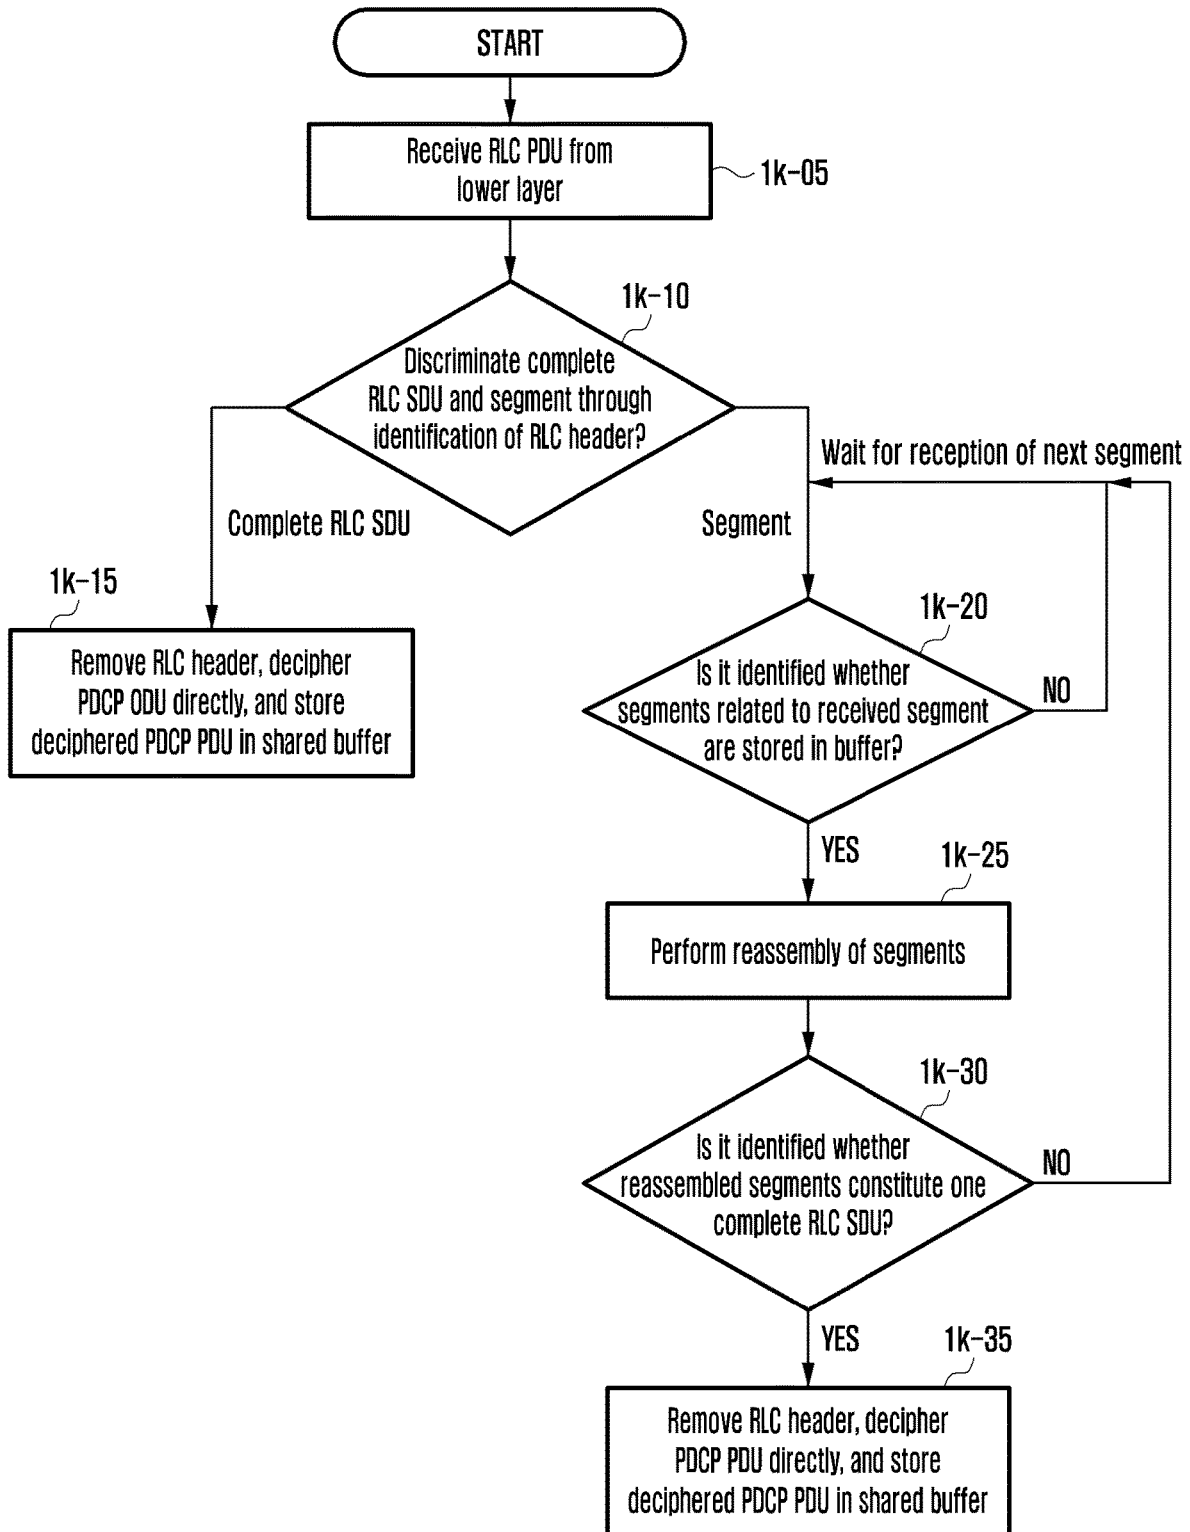 START
Receive RLC PDU from
lower layer
1k-05
1k-10
Discriminate complete
RLC SDU and segment through
identification of RLC header?
Wait for reception of next segment
Complete RLC SDU
Segment
1k-15
Remove RLC header, decipher
PDCP ODU directly, and store
deciphered PDCP PDU in shared buffer
1k-20
Is it identified whether
segments related to received segment
are stored in buffer?
NO
YES
1k-25
Perform reassembly of segments
1k-30
Is it identified whether
reassembled segments constitute one
complete RLC SDU?
NO
YES
1k-35
Remove RLC header, decipher
PDCP PDU directly, and store
deciphered PDCP PDU in shared buffer